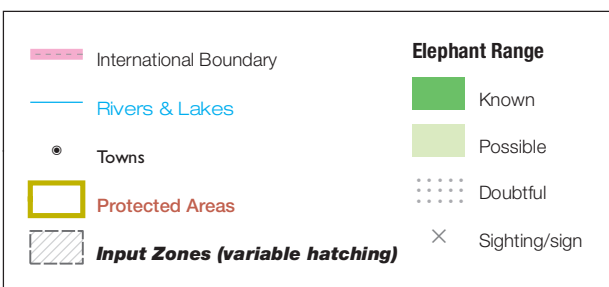 International Boundary
Rivers & Lakes
Towns
Protected Areas
Input Zones (variable hatching)
Elephant Range
Known
Possible
Doubtful
Sighting/sign